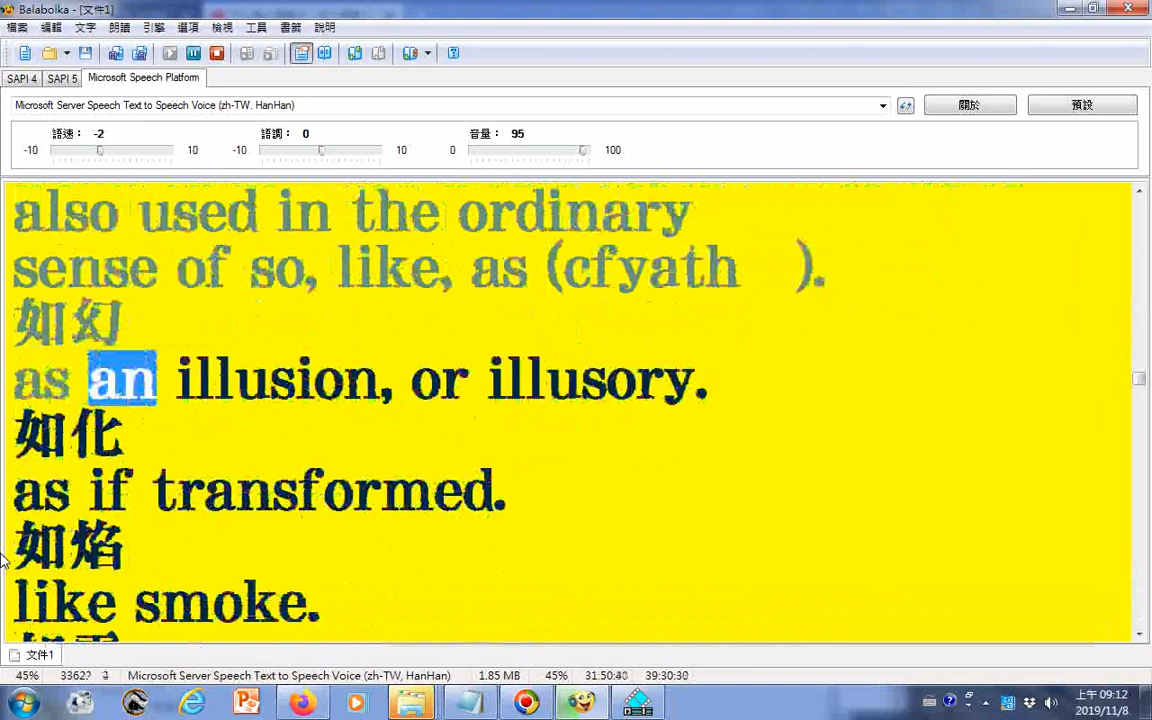 Balabolka - [文件1]
檔案 編輯 文字 朗讀 引擎 選項 檢視 工具 書籤 說明
SAPI 4 SAPI 5 Microsoft Speech Platform
Microsoft Server Speech Text to Speech Voice (zh-TW, HanHan) 關於 預設
語速： -2 語調： 0 音量： 95
-10 10 -10 10 0 100
also used in the ordinary
sense of so, like, as (cfyath ).
如幻
as an illusion, or illusory.
如化
as if transformed.
如焰
like smoke.
文件1
45% Microsoft Server Speech Text to Speech Voice (zh-TW, HanHan) 1.85 MB 45% 31:50:40 39:30:30
上午 09:12
2019/11/8